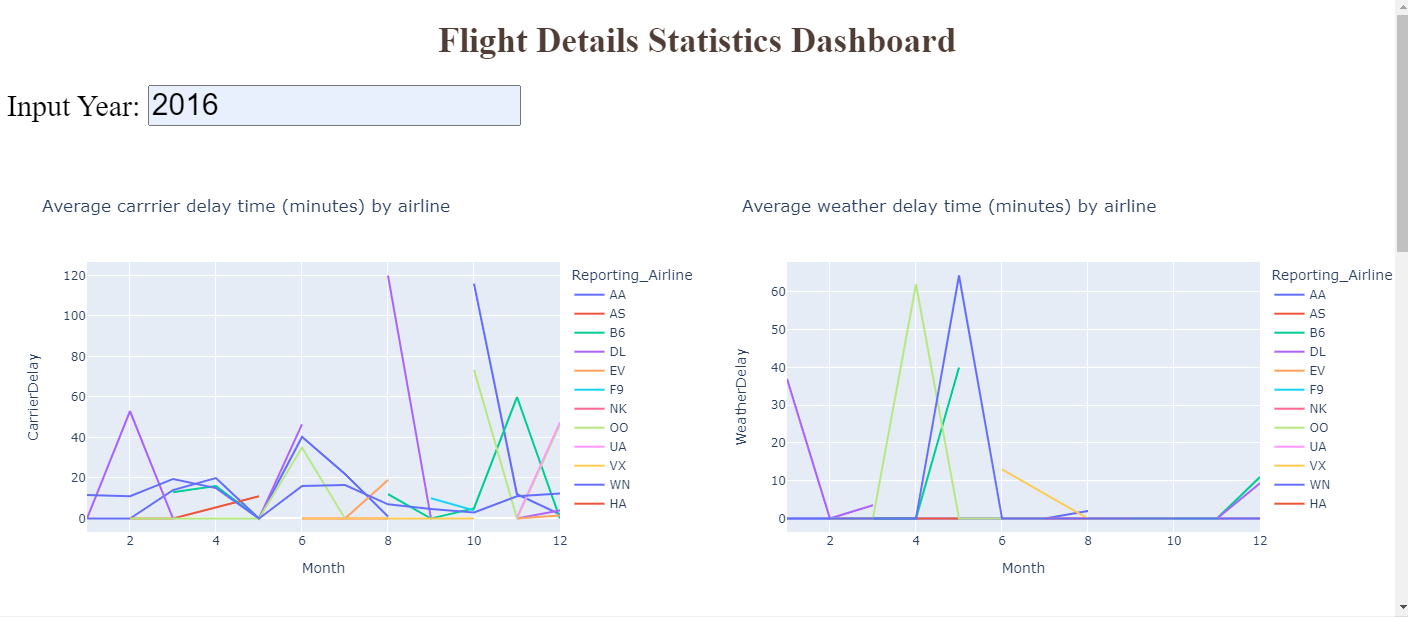 Flight Details Statistics Dashboard
Input Year: 2016
Average carrrier delay time (minutes) by airline
CarrierDelay
120
100
80
60
40
20
0
2 4 6 8 10 12
Month
Reporting_Airline
AA
AS
B6
DL
EV
F9
NK
OO
UA
VX
WN
HA
Average weather delay time (minutes) by airline
WeatherDelay
60
50
40
30
20
10
0
2 4 6 8 10 12
Month
Reporting_Airline
AA
AS
B6
DL
EV
F9
NK
OO
UA
VX
WN
HA